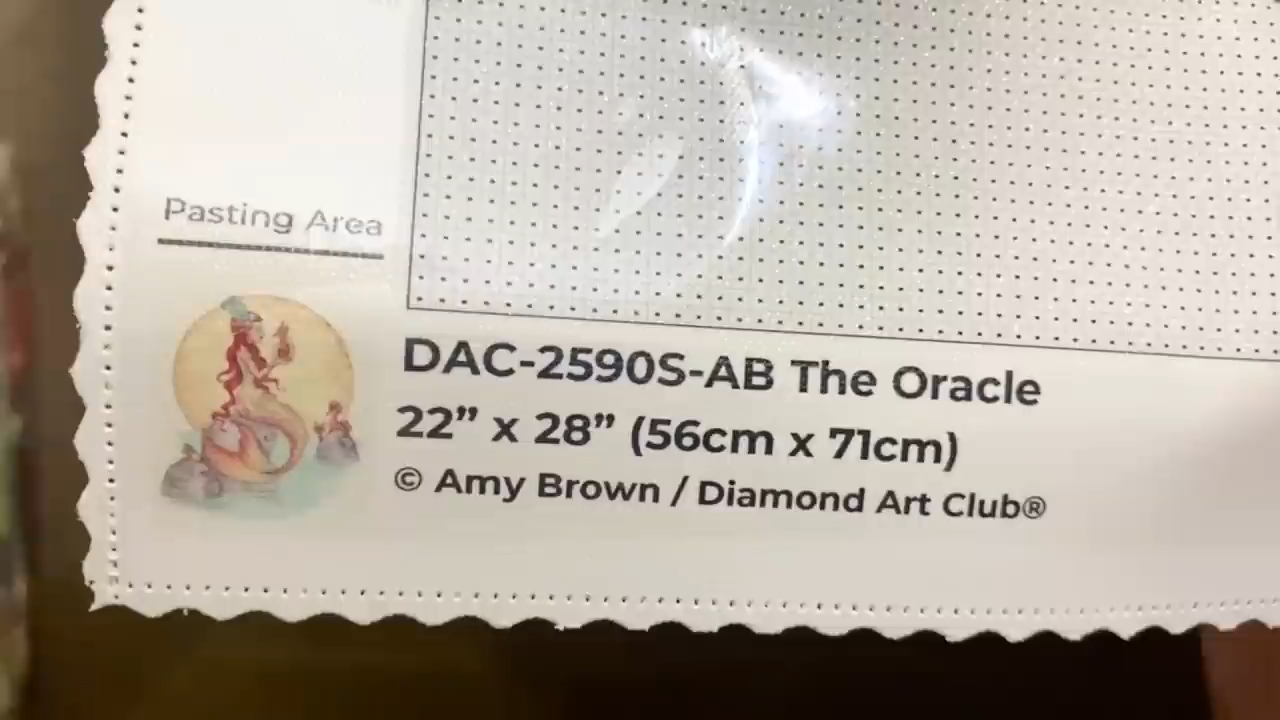 Pasting Area
DAC-2590S-AB The Oracle
22” x 28” (56cm x 71cm)
© Amy Brown / Diamond Art Club®